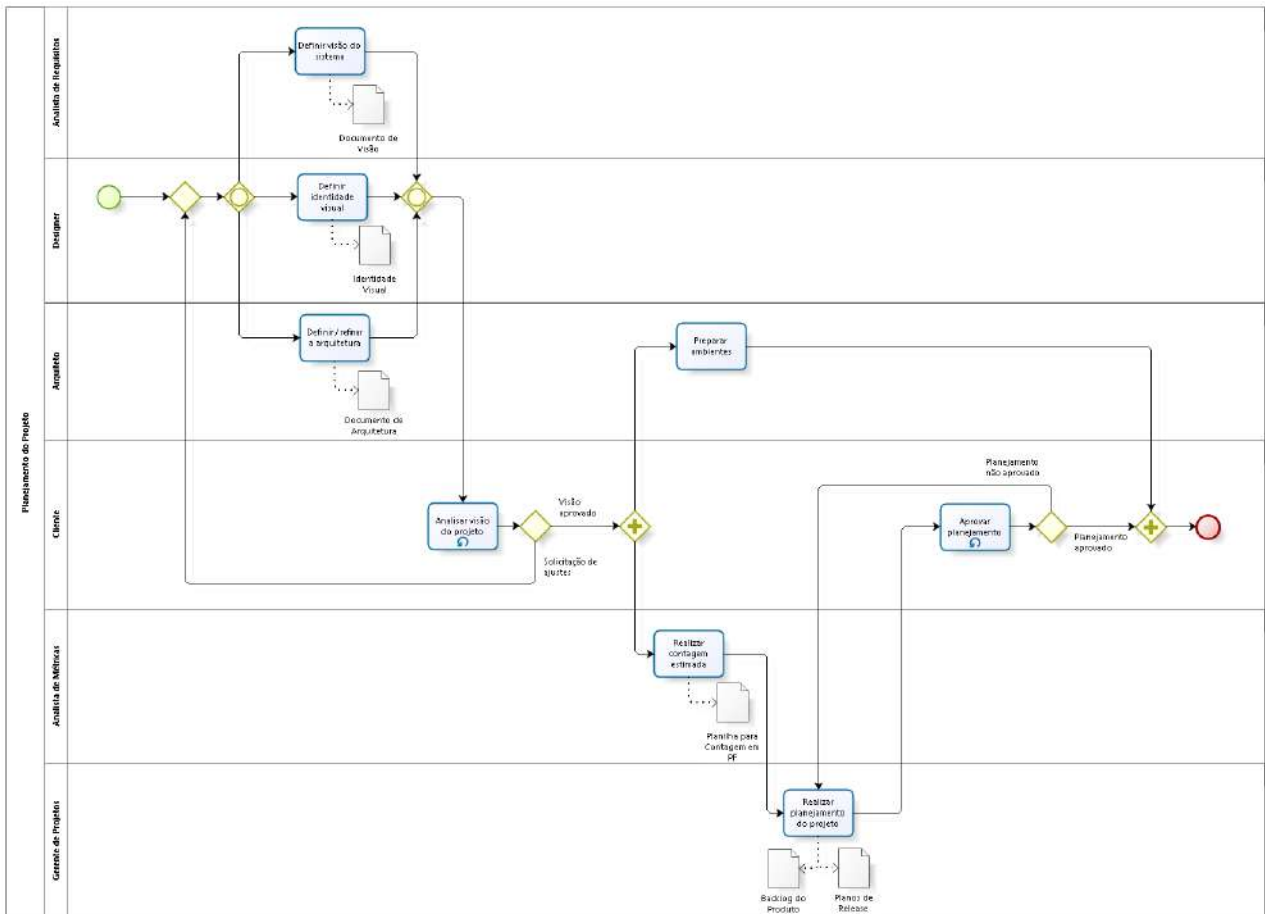 Planejamento do Projeto
Analista de Requisitos
Definir visão do
sistema
Documento de
Visão
Designer
Definir
identidade
visual
Identidade
Visual
Arquiteto
Definir/refinar
a arquitetura
Documento de
Arquitetura
Preparar
ambientes
Cliente
Analisar visão
do projeto
Visão
aprovado
Solicitação de
ajustes
Planejamento
não aprovado
Aprovar
planejamento
Planejamento
aprovado
Analista de Métricas
Realizar
contagem
estimada
Planilha para
Contagem em
PF
Gerente de Projetos
Realizar
planejamento
do projeto
Backlog do
Produto
Planos de
Release